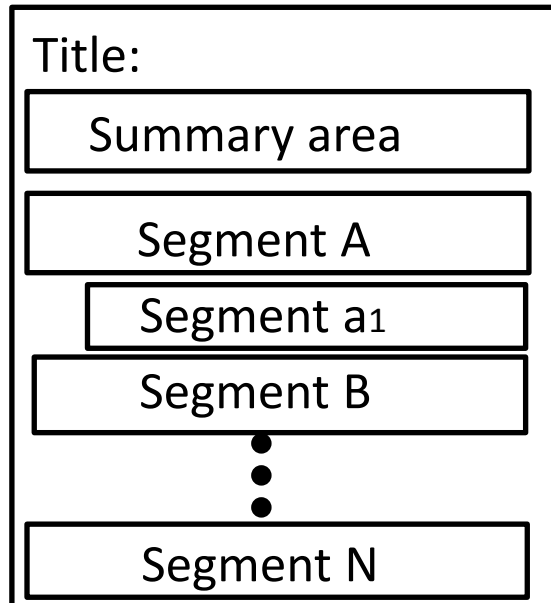 Title:
Summary area
Segment A
Segment a1
Segment B
Segment N